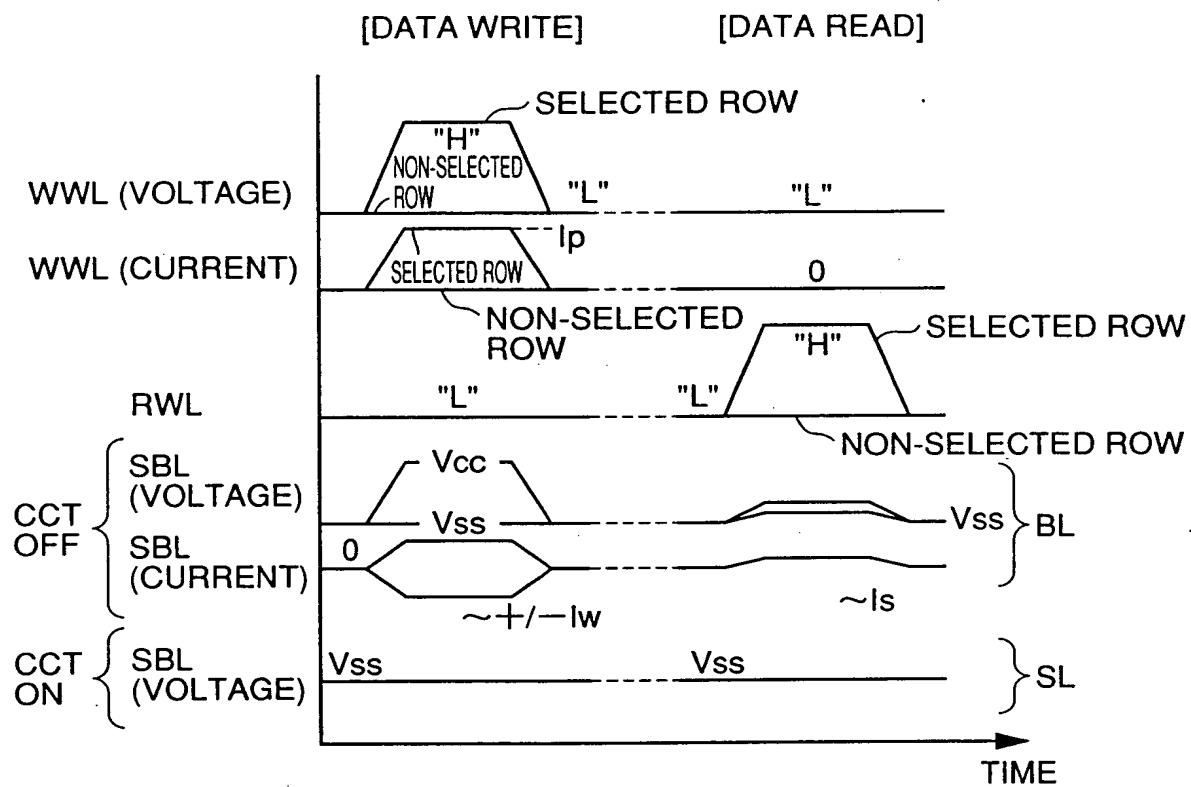 [DATA WRITE] [DATA READ]
SELECTED ROW
"H"
NON-SELECTED
ROW
WWL (VOLTAGE)
"L" "L"
Ip
WWL (CURRENT)
SELECTED ROW
0
NON-SELECTED
ROW
SELECTED ROW
"H"
RWL
"L" "L"
NON-SELECTED ROW
CCT
OFF
SBL
(VOLTAGE)
Vcc
Vss
Vss
BL
SBL
(CURRENT)
0
~+/−Iw
~Is
CCT
ON
SBL
(VOLTAGE)
Vss Vss
SL
TIME